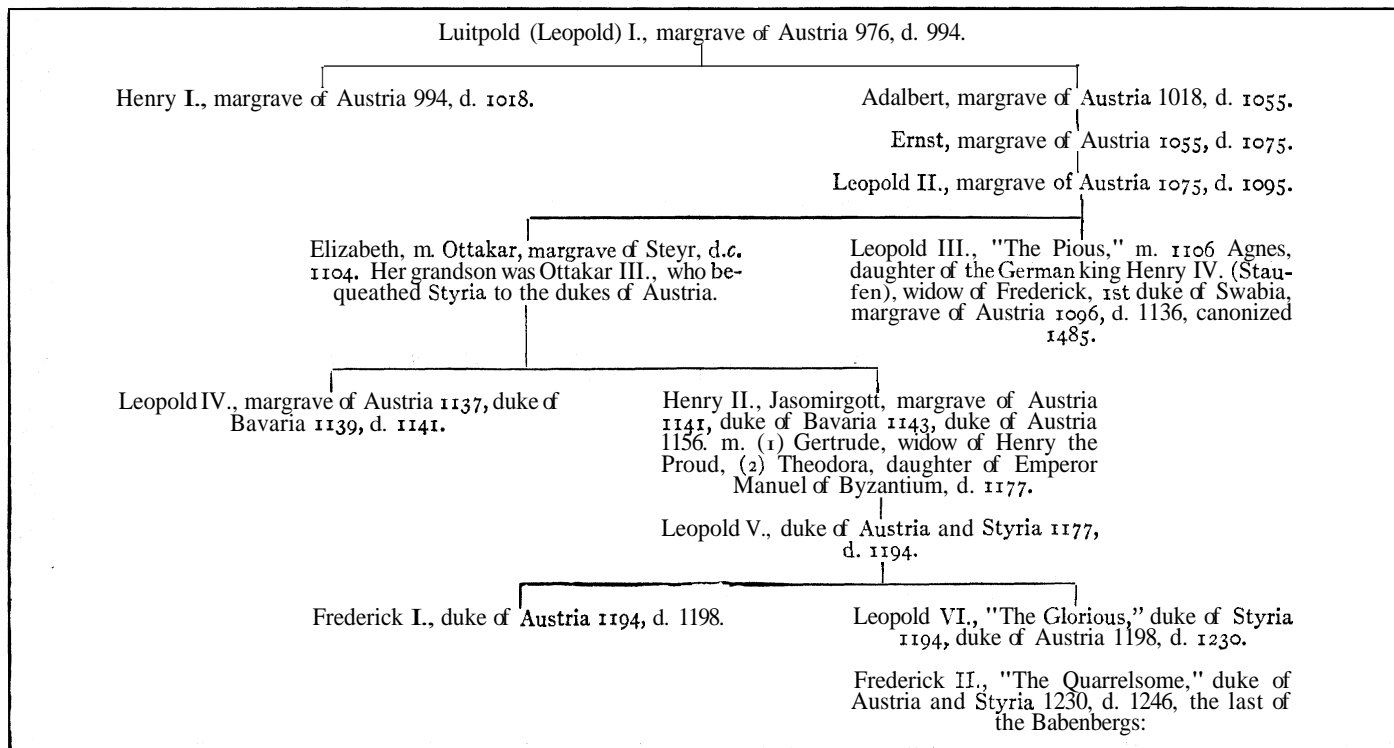 Luitpold (Leopold) I., margrave of Austria 976, d. 994.
Henry I., margrave of Austria 994, d. 1018.
Adalbert, margrave of Austria 1018, d. 1055.
Ernst, margrave of Austria 1055, d. 1075.
Leopold II., margrave of Austria 1075, d. 1095.
Elizabeth, m. Ottakar, margrave of Steyr, d.c.
1104. Her grandson was Ottakar III., who be-
queathed Styria to the dukes of Austria.
Leopold III., "The Pious," m. 1106 Agnes,
daughter of the German king Henry IV. (Stau-
fen), widow of Frederick, 1st duke of Swabia,
margrave of Austria 1096, d. 1136, canonized
1485.
Leopold IV., margrave of Austria 1137, duke of
Bavaria 1139, d. 1141.
Henry II., Jasomirgott, margrave of Austria
1141, duke of Bavaria 1143, duke of Austria
1156. m. (1) Gertrude, widow of Henry the
Proud, (2) Theodora, daughter of Emperor
Manuel of Byzantium, d. 1177.
Leopold V., duke of Austria and Styria 1177,
d. 1194.
Frederick I., duke of Austria 1194, d. 1198.
Leopold VI., "The Glorious," duke of Styria
1194, duke of Austria 1198, d. 1230.
Frederick II., "The Quarrelsome," duke of
Austria and Styria 1230, d. 1246, the last of
the Babenbergs: